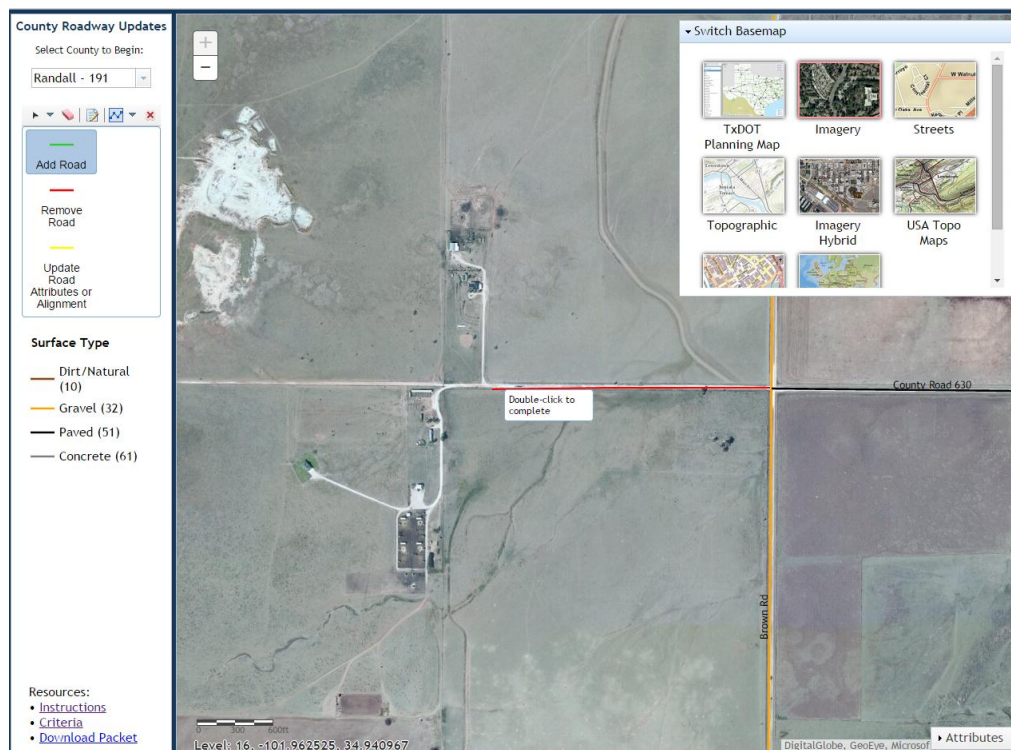 County Roadway Updates
Select County to Begin:
Randall - 191
Add Road
Remove
Road
Update
Road
Attributes or
Alignment
Surface Type
Dirt/Natural
(10)
Gravel (32)
Paved (51)
Concrete (61)
Resources:
• Instructions
• Criteria
• Download Packet
+
−
Switch Basemap
TxDOT
Planning Map
Imagery
Streets
Topographic
Imagery
Hybrid
USA Topo
Maps
County Road 630
Double-click to
complete
Brown Rd
0 300 600ft
Level: 16, -101.962525, 34.940967
DigitalGlobe, GeoEye, Microsof
Attributes